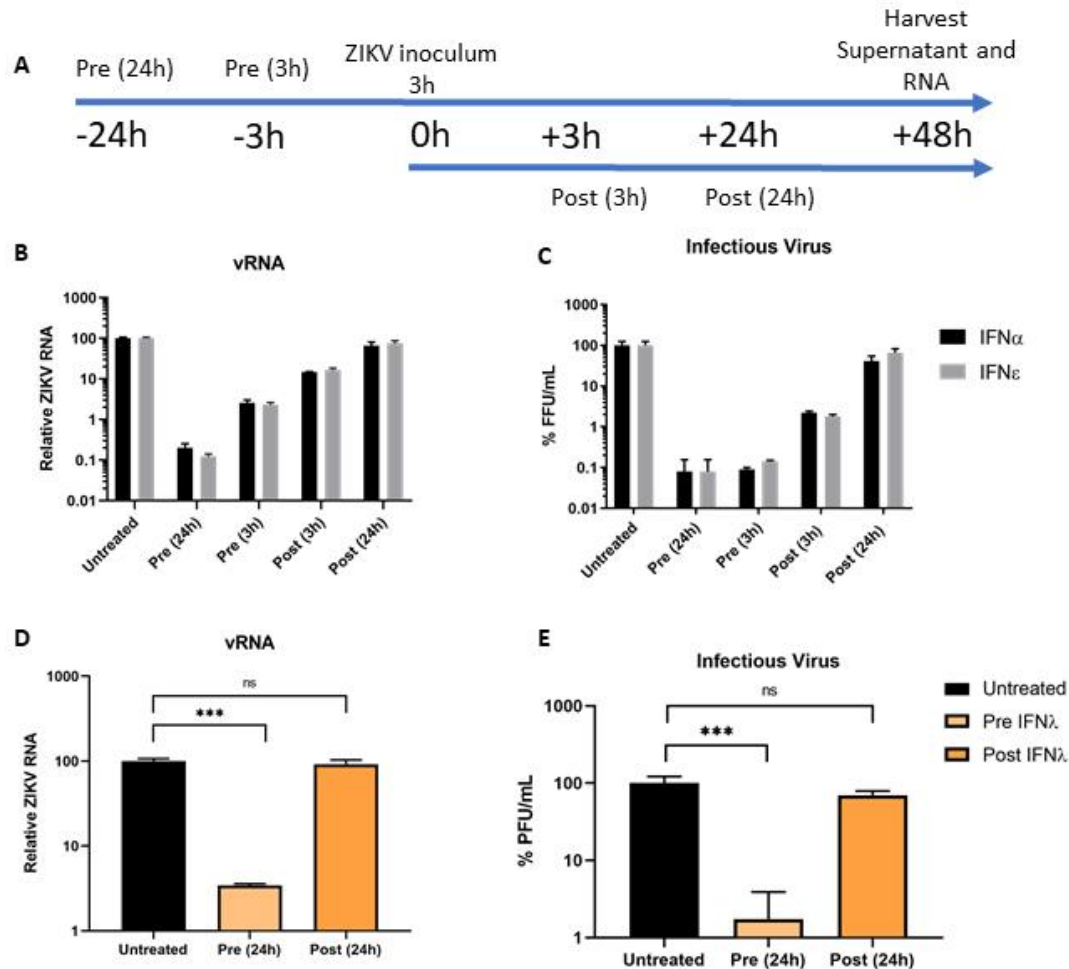 A
Pre (24h)
Pre (3h)
ZIKV inoculum
3h
Harvest
Supernatant and
RNA
-24h
-3h
0h
+3h
+24h
+48h
Post (3h)
Post (24h)
B
vRNA
Relative ZIKV RNA
1000
100
10
1
0.1
0.01
Untreated
Pre (24h)
Pre (3h)
Post (3h)
Post (24h)
C
Infectious Virus
% FFU/mL
1000
100
10
1
0.1
0.01
Untreated
Pre (24h)
Pre (3h)
Post (3h)
Post (24h)
IFNα
IFNε
D
vRNA
Relative ZIKV RNA
1000
100
10
1
ns
***
Untreated
Pre (24h)
Post (24h)
E
Infectious Virus
% PFU/mL
1000
100
10
1
ns
***
Untreated
Pre (24h)
Post (24h)
Untreated
Pre IFNλ
Post IFNλ